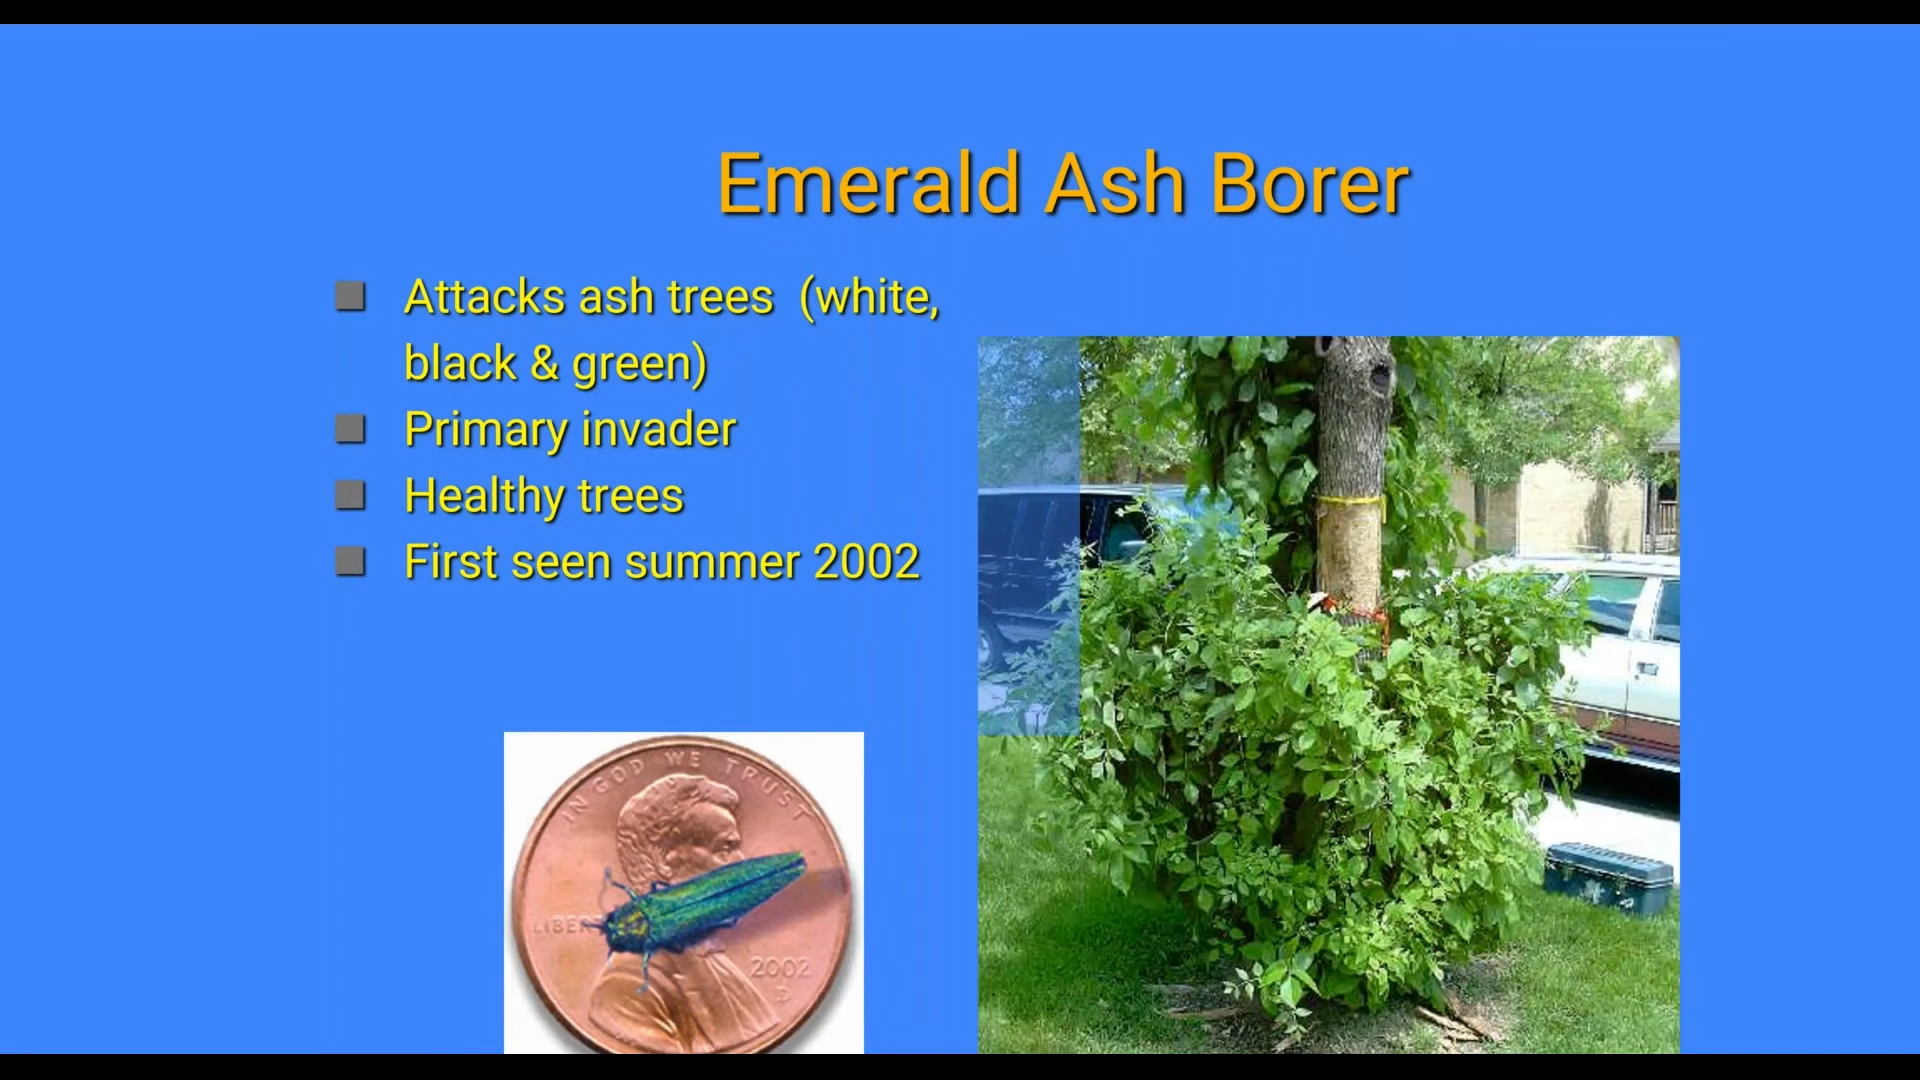 Emerald Ash Borer
Attacks ash trees (white,
black & green)
Primary invader
Healthy trees
First seen summer 2002
IN GOD WE TRUST
LIBER
2002
D